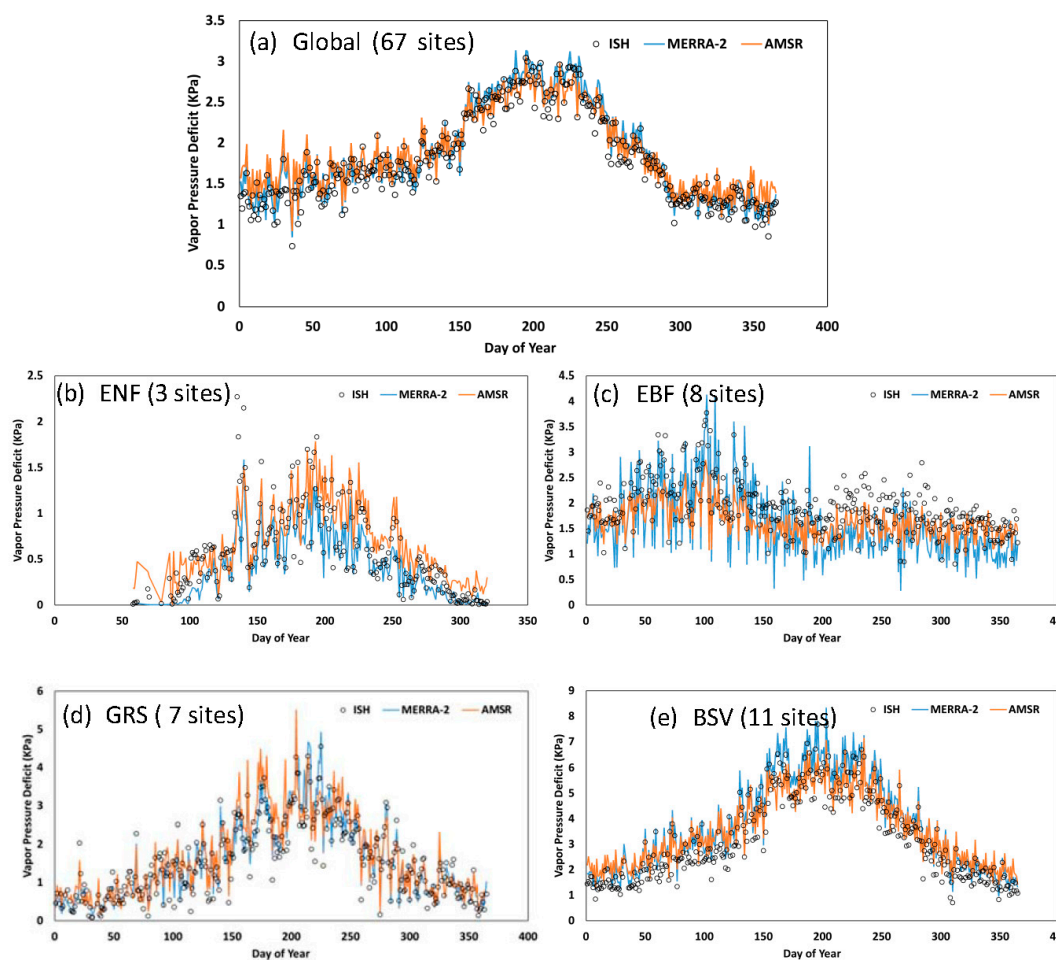 (a) Global (67 sites)
ISH MERRA-2 AMSR
Vapor Pressure Deficit (KPa)
3.5
3
2.5
2
1.5
1
0.5
0
0 50 100 150 200 250 300 350 400
Day of Year
(b) ENF (3 sites)
ISH MERRA-2 AMSR
Vapor Pressure Deficit (KPa)
2.5
2
1.5
1
0.5
0
0 50 100 150 200 250 300 350
Day of Year
(c) EBF (8 sites)
ISH MERRA-2 AMSR
Vapor Pressure Deficit (KPa)
4.5
4
3.5
3
2.5
2
1.5
1
0.5
0
0 50 100 150 200 250 300 350 4
Day of Year
(d) GRS ( 7 sites)
ISH MERRA-2 AMSR
Vapor Pressure Deficit (KPa)
6
5
4
3
2
1
0
0 50 100 150 200 250 300 350 400
Day of Year
(e) BSV (11 sites)
ISH MERRA-2 AMSR
Vapor Pressure Deficit (KPa)
9
8
7
6
5
4
3
2
1
0
0 50 100 150 200 250 300 350 4
Day of Year